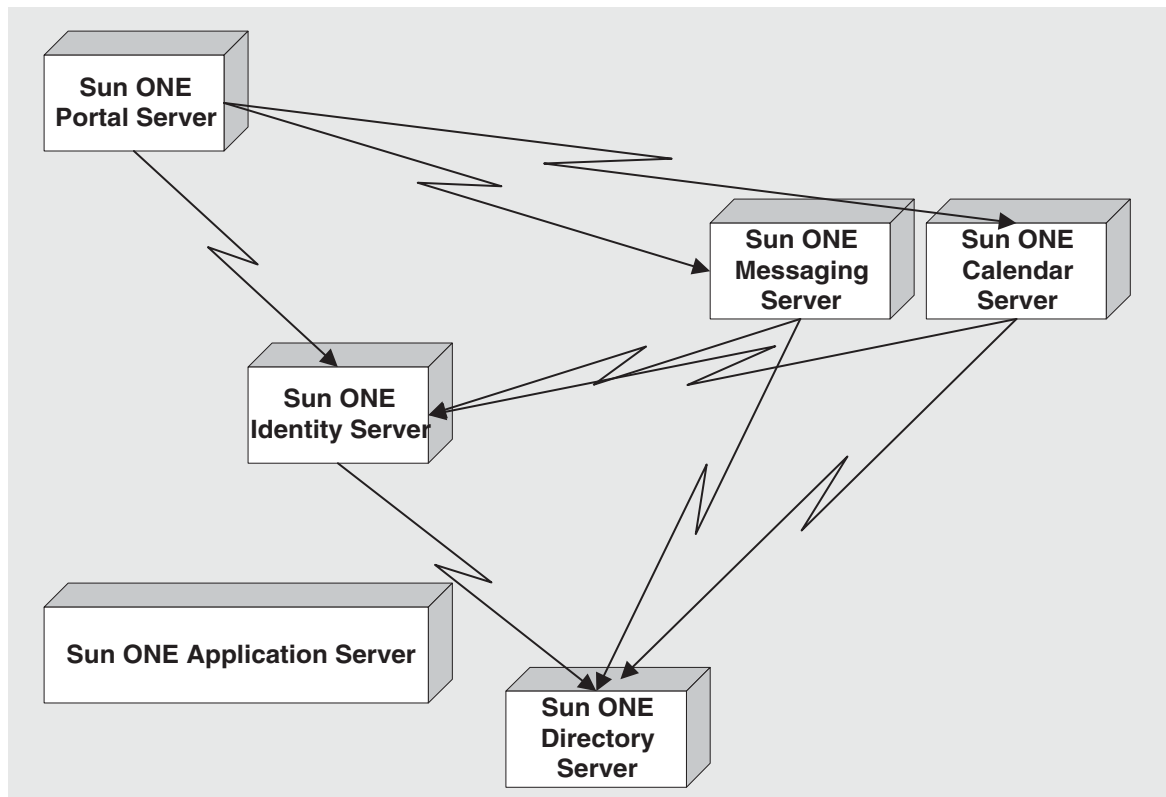 Sun ONE
Portal Server
Sun ONE
Messaging
Server
Sun ONE
Calendar
Server
Sun ONE
Identity Server
Sun ONE Application Server
Sun ONE
Directory
Server